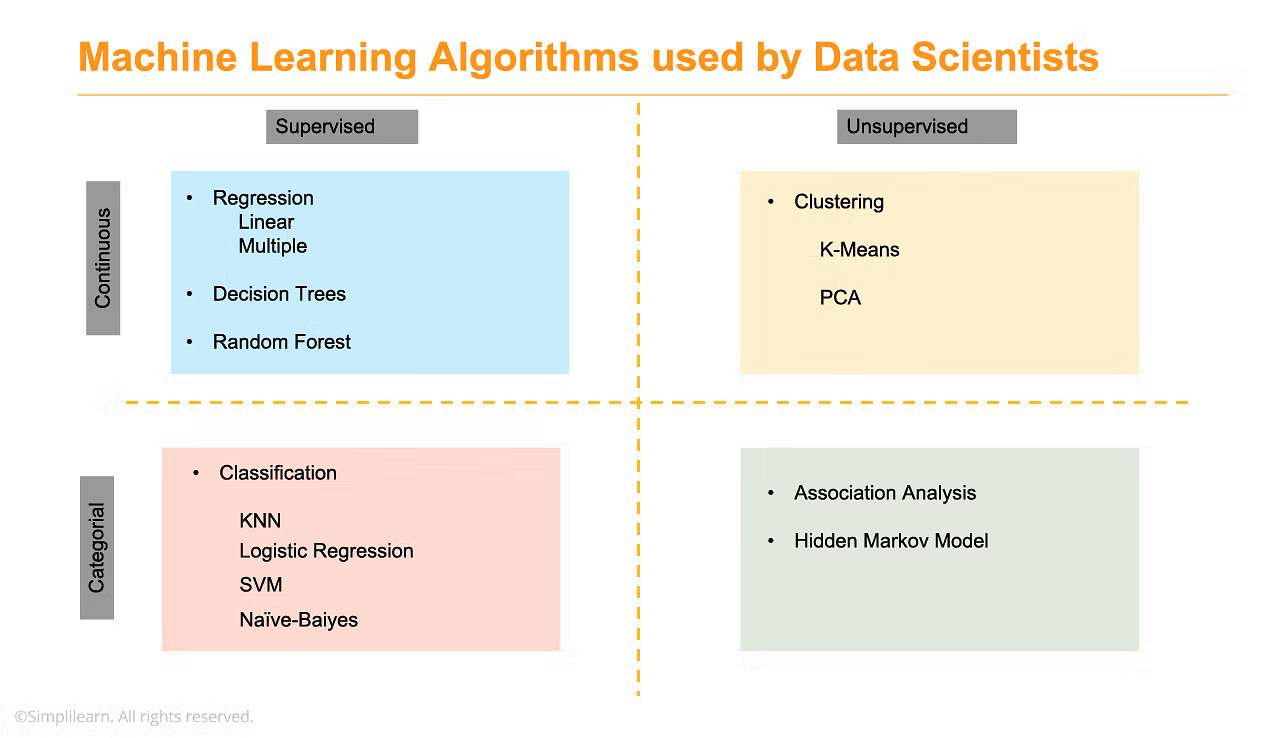 Machine Learning Algorithms used by Data Scientists
Supervised
Unsupervised
Continuous
• Regression
Linear
Multiple
• Decision Trees
• Random Forest
• Clustering
K-Means
PCA
Categorial
• Classification
KNN
Logistic Regression
SVM
Naïve-Baiyes
• Association Analysis
• Hidden Markov Model
©Simplilearn. All rights reserved.